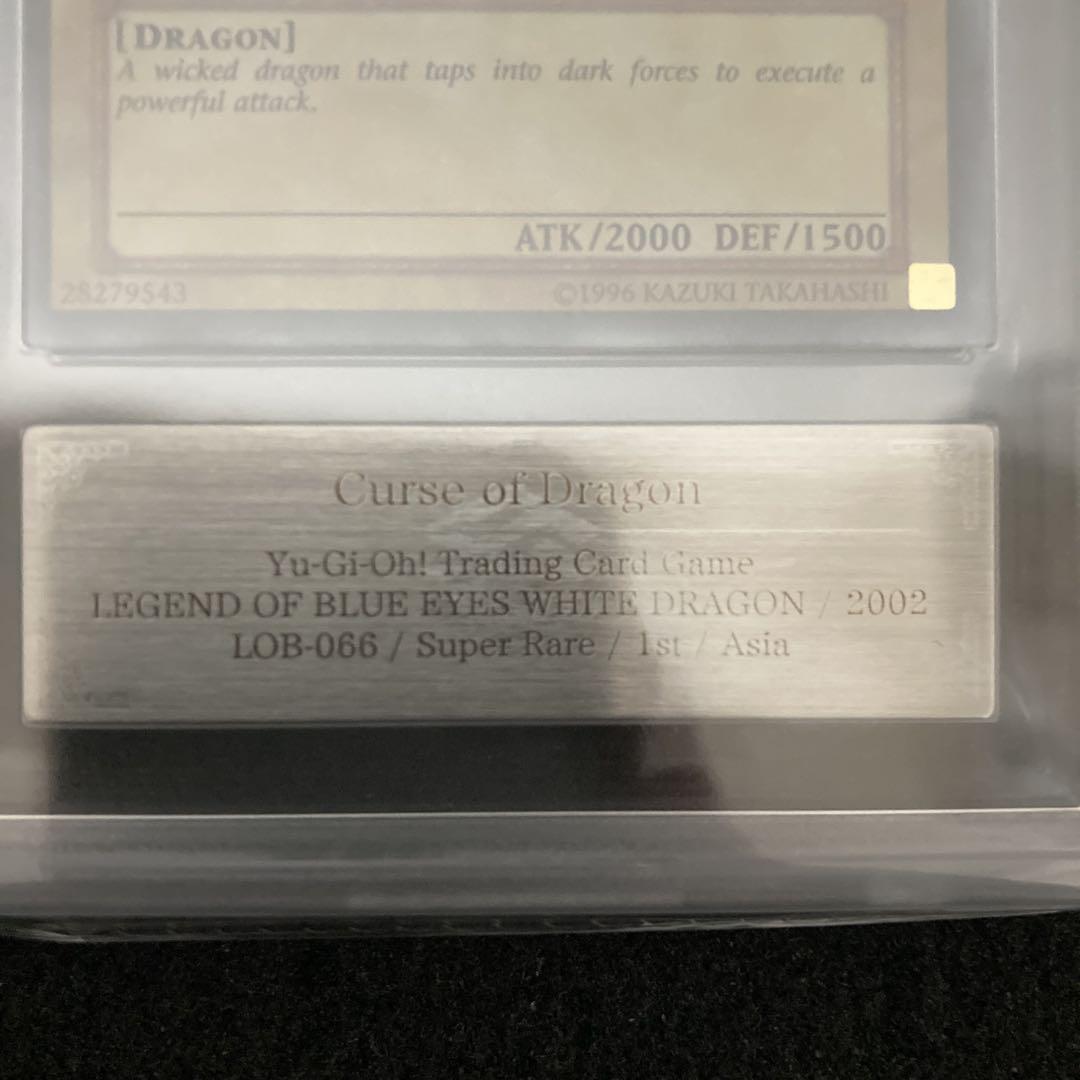 [DRAGON]
A wicked dragon that taps into dark forces to execute a
powerful attack.
ATK/2000 DEF/1500
28279543
©1996 KAZUKI TAKAHASHI
Curse of Dragon
Yu-Gi-Oh! Trading Card Game
LEGEND OF BLUE EYES WHITE DRAGON / 2002
LOB-066 / Super Rare / 1st / Asia